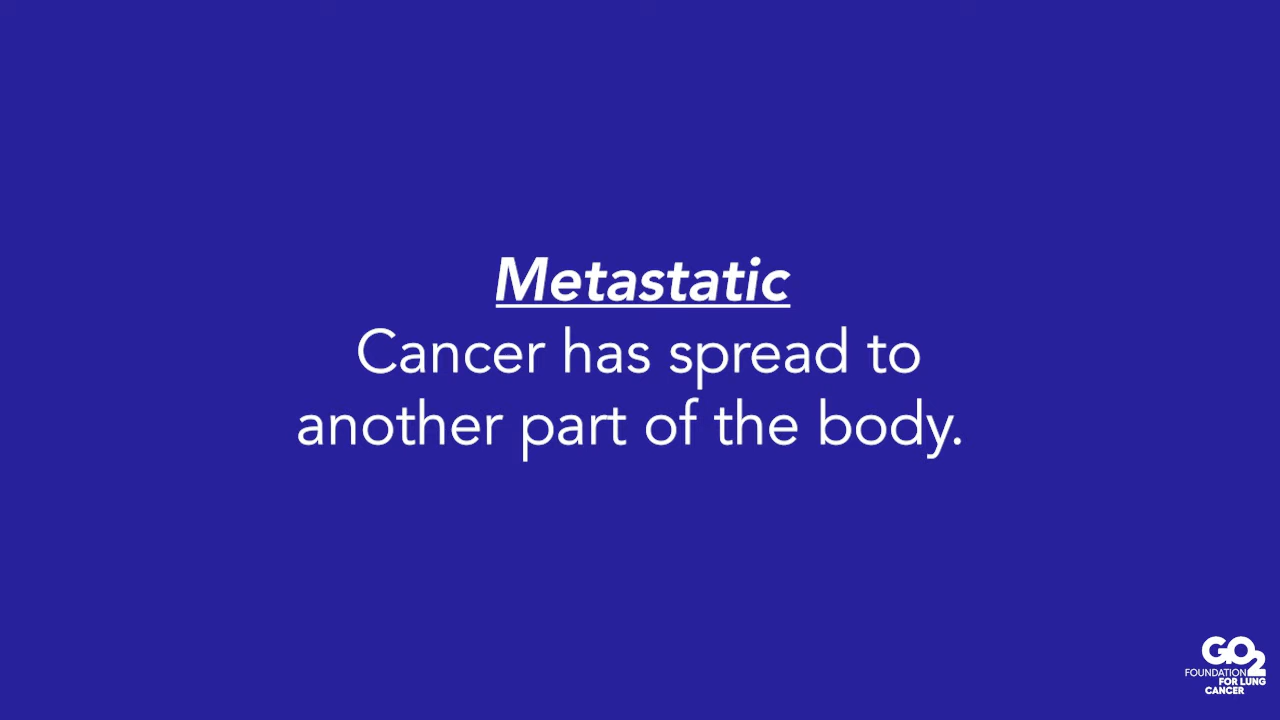 Metastatic
Cancer has spread to
another part of the body.
GO2
FOUNDATION
FOR LUNG
CANCER